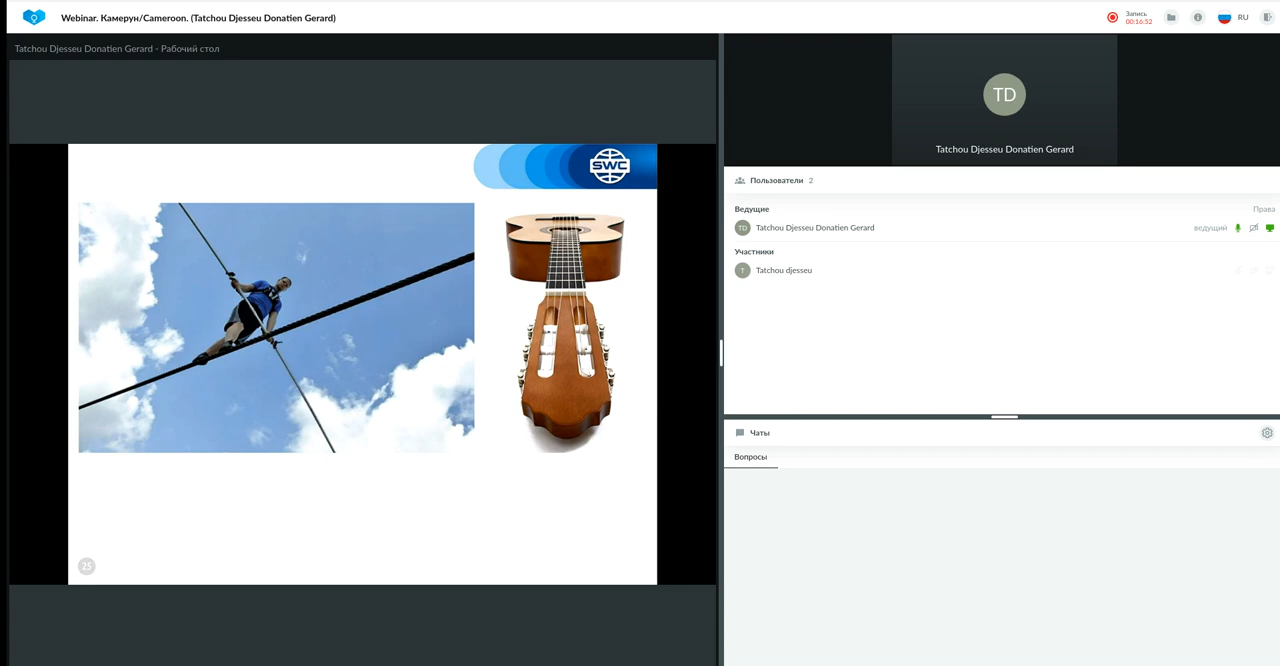 Webinar. Камерун/Cameroon. (Tatchou Djesseu Donatien Gerard)
Запись
00:16:52
RU
Tatchou Djesseu Donatien Gerard - Рабочий стол
SWC
25
TD
Tatchou Djesseu Donatien Gerard
Пользователи 2
Ведущие Права
TD Tatchou Djesseu Donatien Gerard ведущий
Участники
T Tatchou djesseu
Чаты
Вопросы